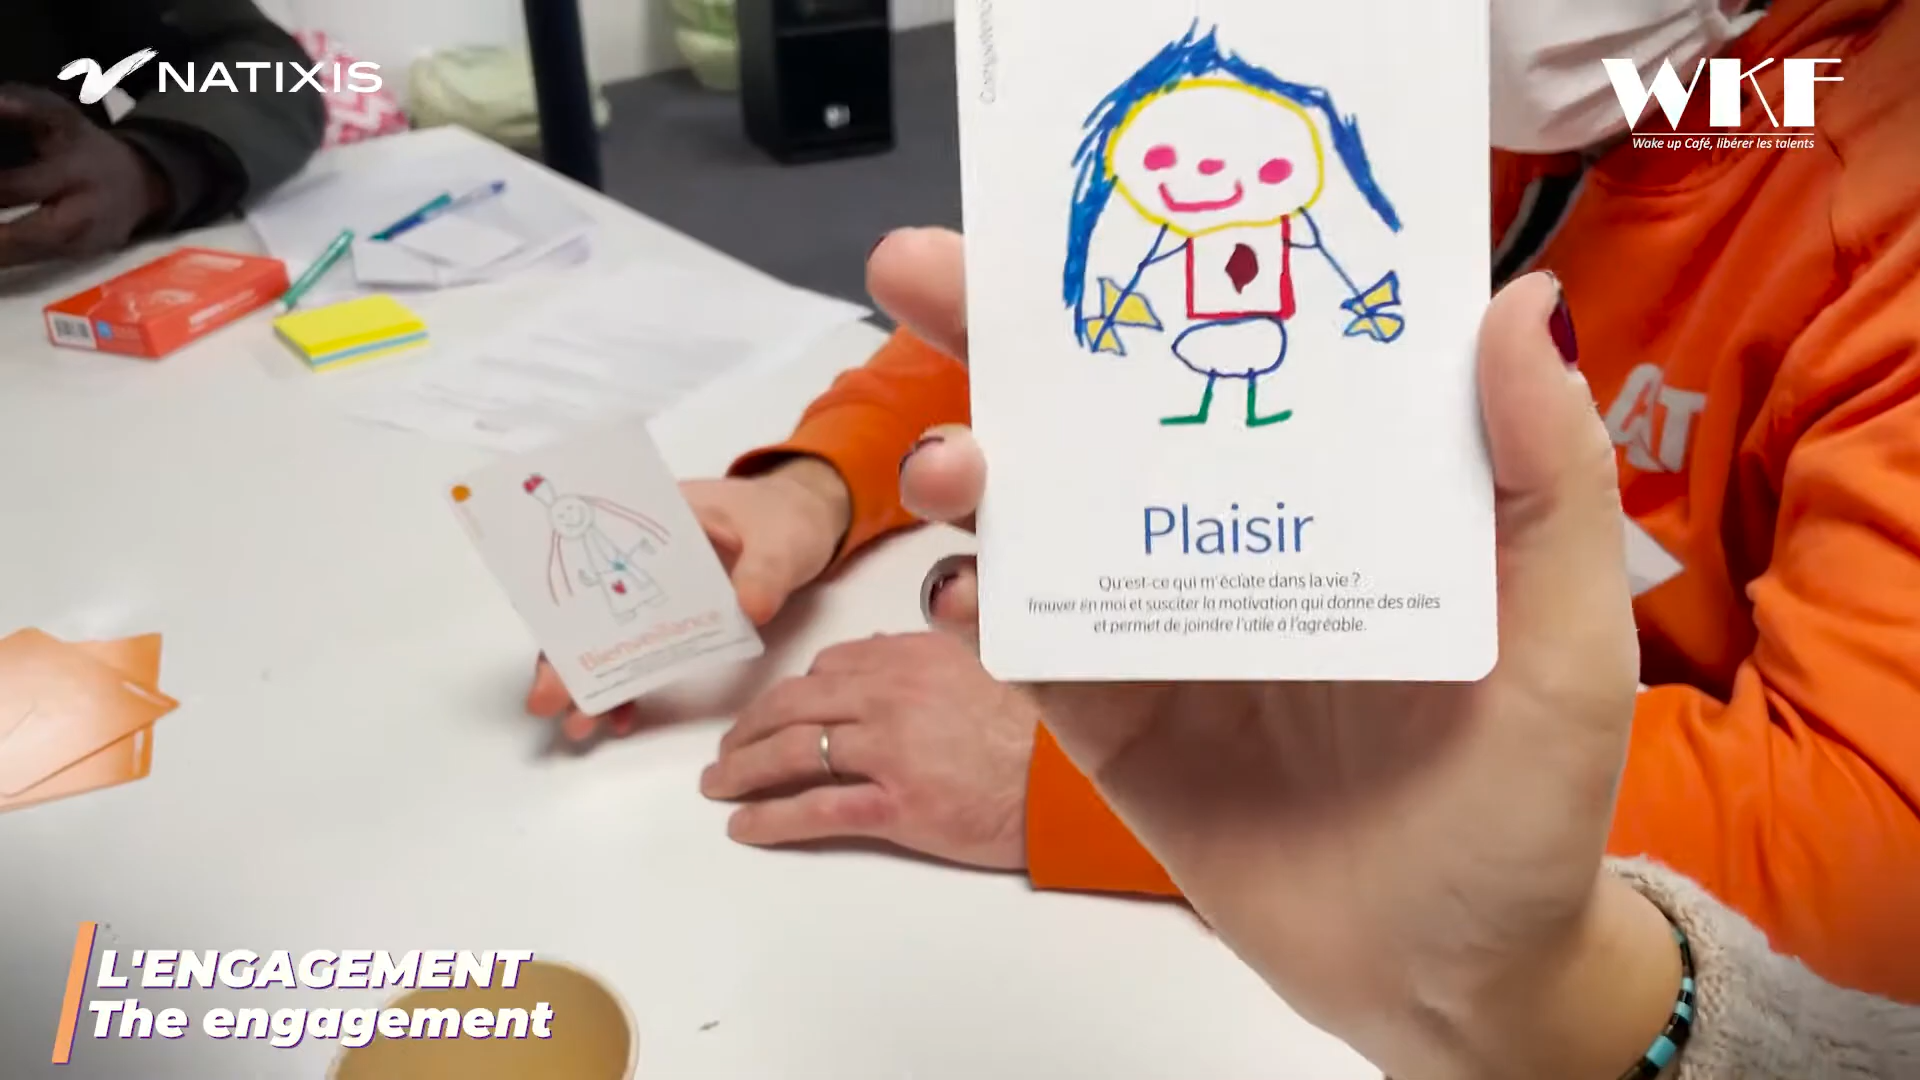 NATIXIS
WKF
Wake up Café, libérer les talents
Plaisir
Qu'est-ce qui m'éclate dans la vie ?
Trouver en moi et susciter la motivation qui donne des ailes
et permet de joindre l'utile à l'agréable.
Bienveillance
CAT
L'ENGAGEMENT
The engagement